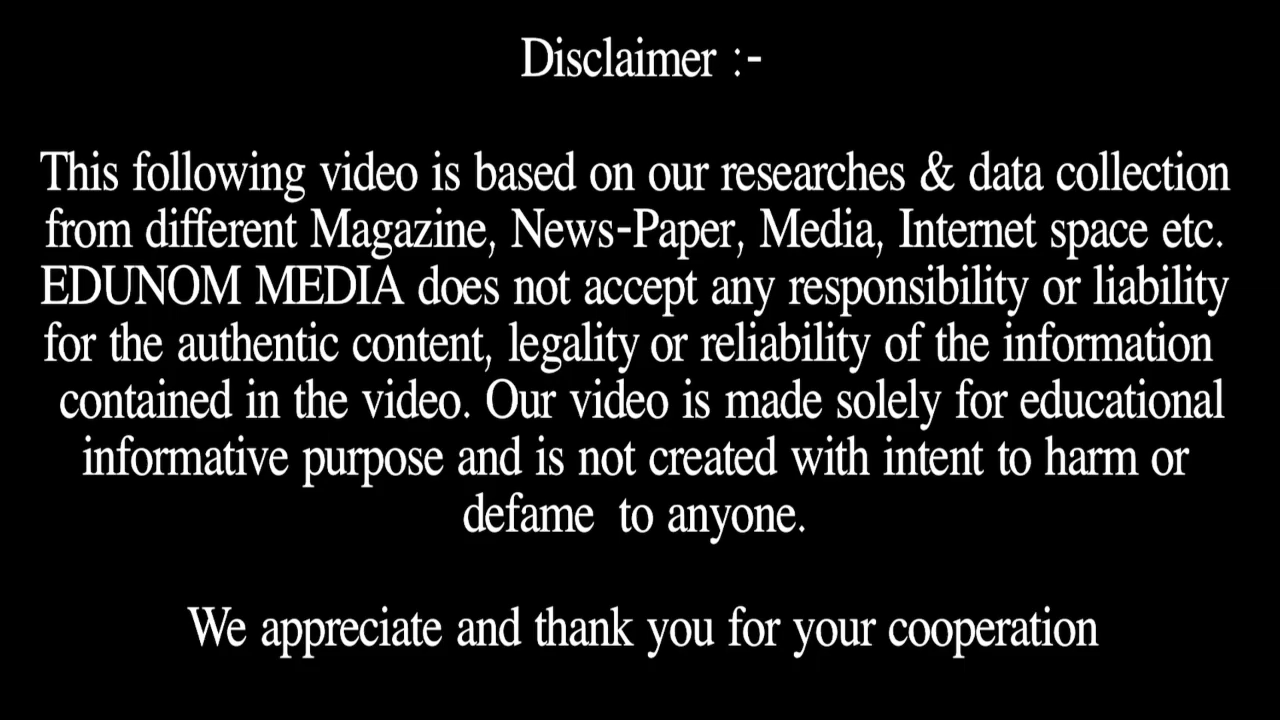 Disclaimer :-
This following video is based on our researches & data collection
from different Magazine, News-Paper, Media, Internet space etc.
EDUNOM MEDIA does not accept any responsibility or liability
for the authentic content, legality or reliability of the information
contained in the video. Our video is made solely for educational
informative purpose and is not created with intent to harm or
defame to anyone.
We appreciate and thank you for your cooperation